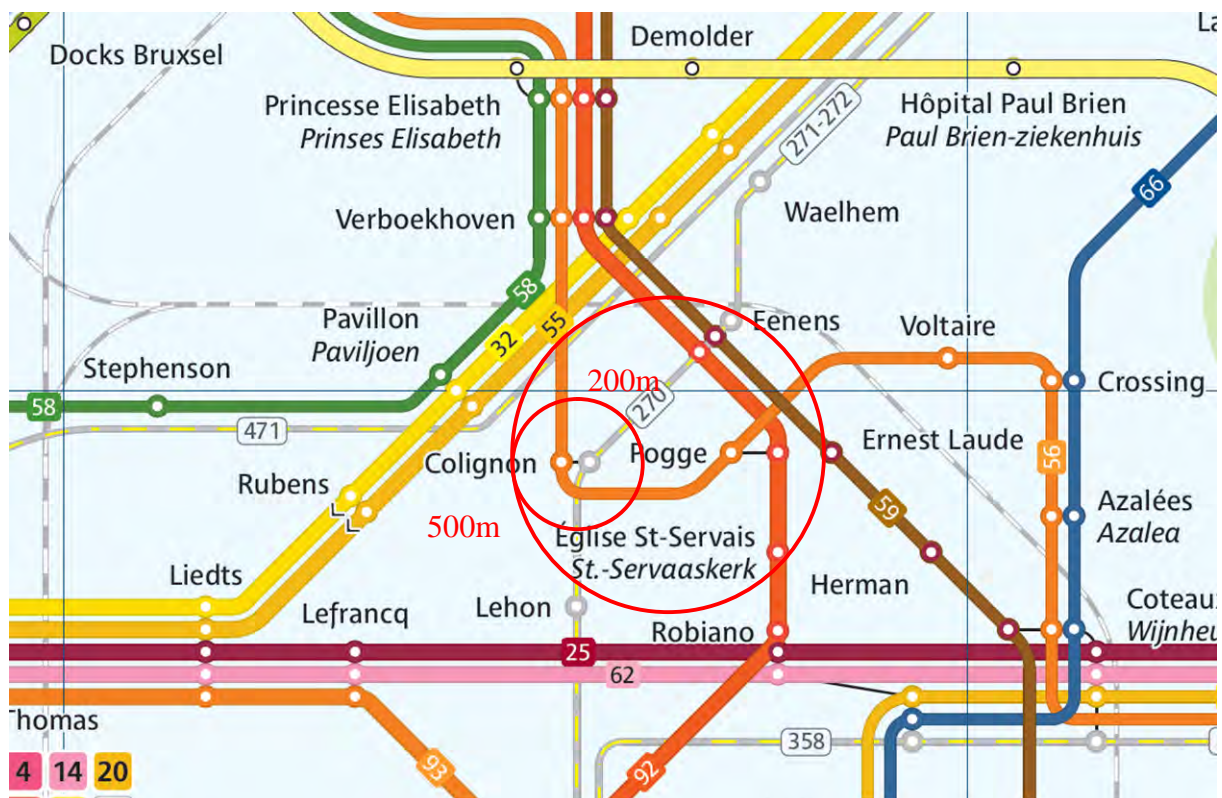 La
Demolder
Docks Bruxsel
Princesse Elisabeth
Prinses Elisabeth
271-272
Hôpital Paul Brien
Paul Brien-ziekenhuis
66
Verboekhoven
Waelhem
58
Pavillon
Paviljoen
32
55
Fenens
Voltaire
Stephenson
200m
270
Crossing
58
471
Colignon
Pogge
Ernest Laude
56
Rubens
59
Azalées
Azalea
500m
Église St-Servais
St.-Servaaskerk
Liedts
Herman
Lefrancq
Lehon
Robiano
Coteaux
Wijnheu
25
62
Thomas
358
4 14 20
93
92